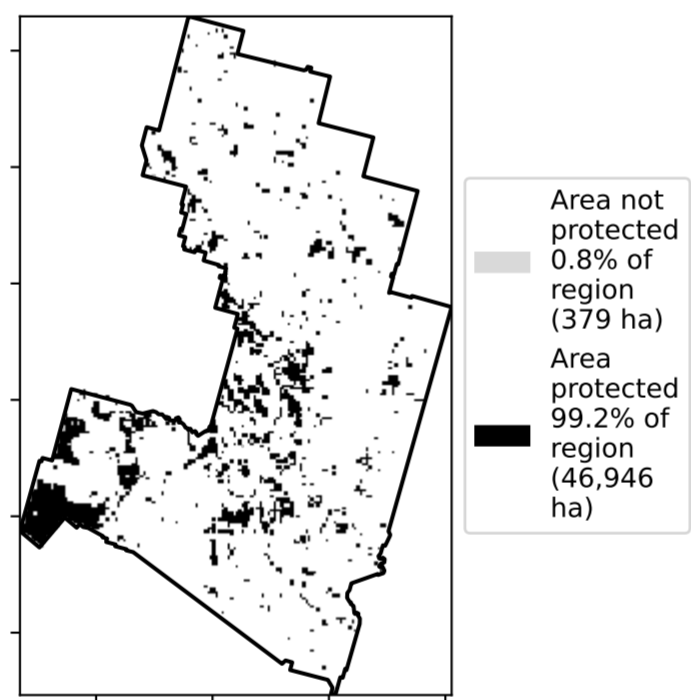 Area not
protected
0.8% of
region
(379 ha)
Area
protected
99.2% of
region
(46,946
ha)